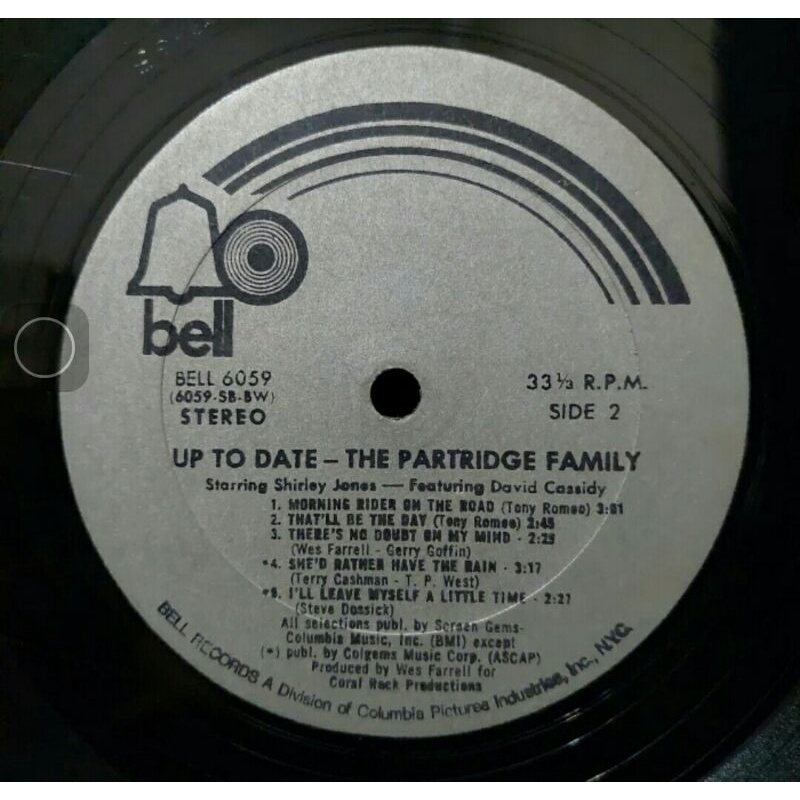 bell
BELL 6059
(6059-SB-BW)
STEREO
33 1/3 R.P.M.
SIDE 2
UP TO DATE – THE PARTRIDGE FAMILY
Starring Shirley Jones — Featuring David Cassidy
1. MORNING RIDER ON THE ROAD (Tony Romeo) 3:01
2. THAT'LL BE THE DAY (Tony Romeo) 2:45
3. THERE'S NO DOUBT ON MY MIND - 2:29
(Wes Farrell - Gerry Goffin)
*4. SHE'D RATHER HAVE THE RAIN - 3:17
(Terry Cashman - T. P. West)
*5. I'LL LEAVE MYSELF A LITTLE TIME - 2:27
(Steve Dossick)
All selections publ. by Screen Gems-
Columbia Music, Inc. (BMI) except
(*) publ. by Colgems Music Corp. (ASCAP)
Produced by Wes Farrell for
Coral Rock Productions
BELL RECORDS A Division of Columbia Pictures Industries, Inc., N.Y.C.